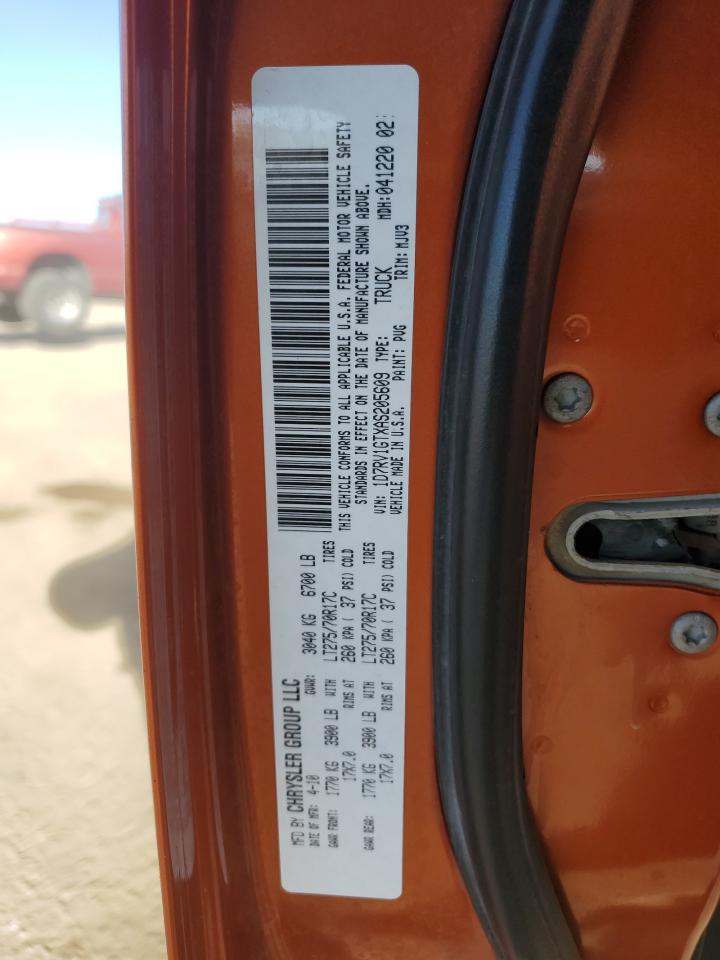 MFD BY CHRYSLER GROUP LLC
DATE OF MFR: 4-10 GVWR: 3040 KG 6700 LB
GAWR FRONT: 1770 KG 3900 LB WITH LT275/70R17C TIRES
17X7.0 RIMS AT 260 KPA ( 37 PSI) COLD
GAWR REAR: 1770 KG 3900 LB WITH LT275/70R17C TIRES
17X7.0 RIMS AT 260 KPA ( 37 PSI) COLD
THIS VEHICLE CONFORMS TO ALL APPLICABLE U.S.A. FEDERAL MOTOR VEHICLE SAFETY
STANDARDS IN EFFECT ON THE DATE OF MANUFACTURE SHOWN ABOVE.
VIN: 1D7RV1GTXAS205609 TYPE: TRUCK MDH: 041220 02:
VEHICLE MADE IN U.S.A. PAINT: PVG TRIM: MJV3